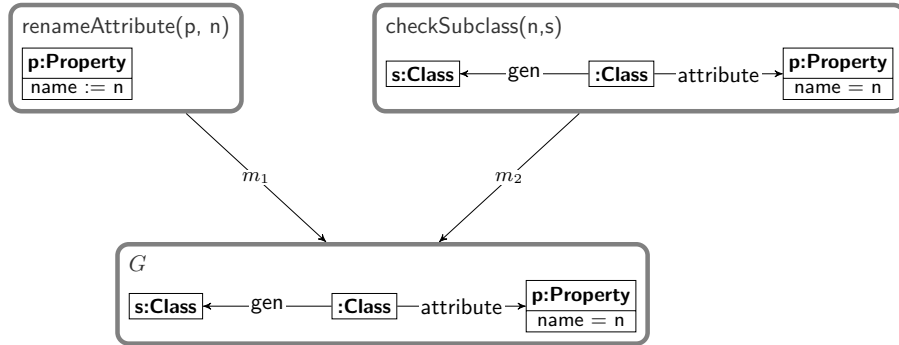 renameAttribute(p, n)
p:Property
name := n
checkSubclass(n,s)
s:Class gen :Class attribute p:Property
name = n
m₁
m₂
G
s:Class gen :Class attribute p:Property
name = n